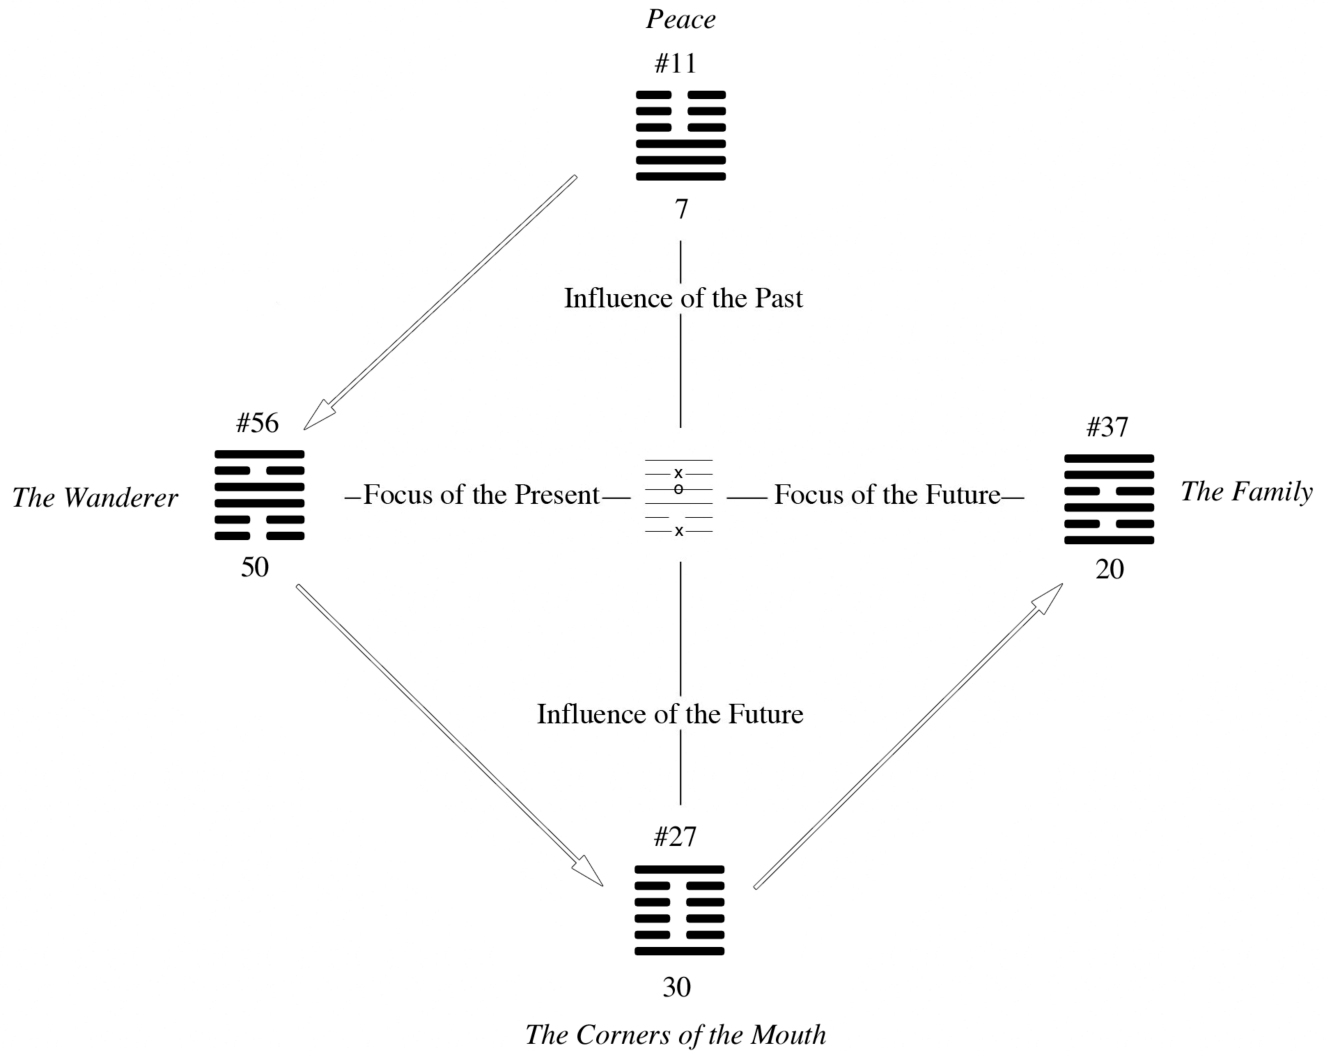 Peace
#11
7
Influence of the Past
#56
#37
The Wanderer
Focus of the Present
x
o
x
Focus of the Future
The Family
50
20
Influence of the Future
#27
30
The Corners of the Mouth